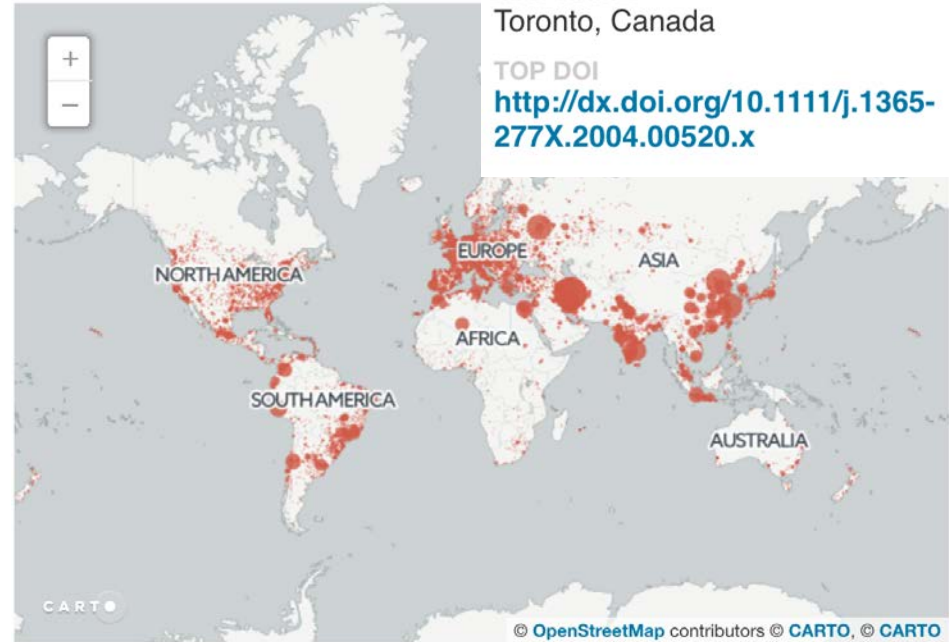 Toronto, Canada
TOP DOI
http://dx.doi.org/10.1111/j.1365-
277X.2004.00520.x
+
−
EUROPE
ASIA
NORTH AMERICA
AFRICA
SOUTH AMERICA
AUSTRALIA
CARTO
© OpenStreetMap contributors © CARTO, © CARTO